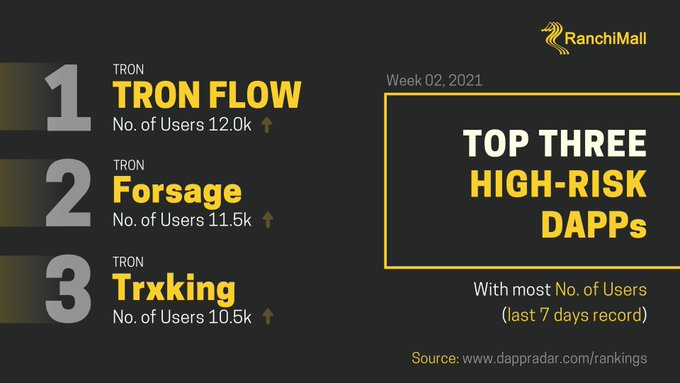 RanchiMall
Week 02, 2021
TOP THREE
HIGH-RISK
DAPPs
With most No. of Users
(last 7 days record)
1
TRON
TRON FLOW
No. of Users 12.0k
2
TRON
Forsage
No. of Users 11.5k
3
TRON
Trxking
No. of Users 10.5k
Source: www.dappradar.com/rankings